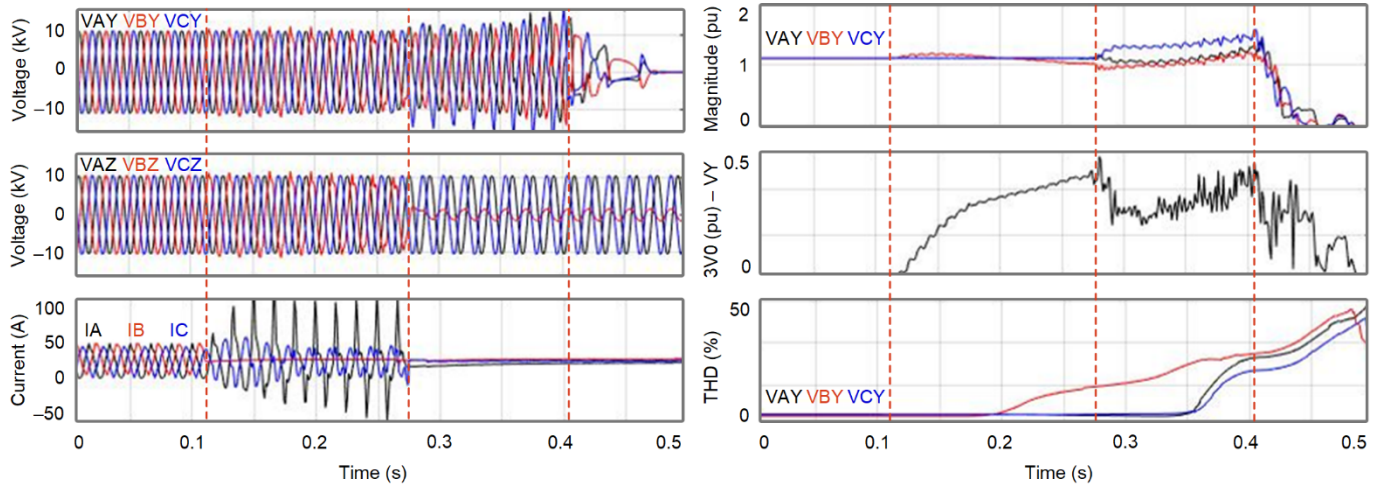 VAY VBY VCY
Voltage (kV)
10
0
–10
VAZ VBZ VCZ
Voltage (kV)
10
0
–10
IA IB IC
Current (A)
100
50
0
–50
0 0.1 0.2 0.3 0.4 0.5
Time (s)
VAY VBY VCY
Magnitude (pu)
2
1
0
3V0 (pu) – VY
0.5
0
VAY VBY VCY
THD (%)
50
0
0 0.1 0.2 0.3 0.4 0.5
Time (s)